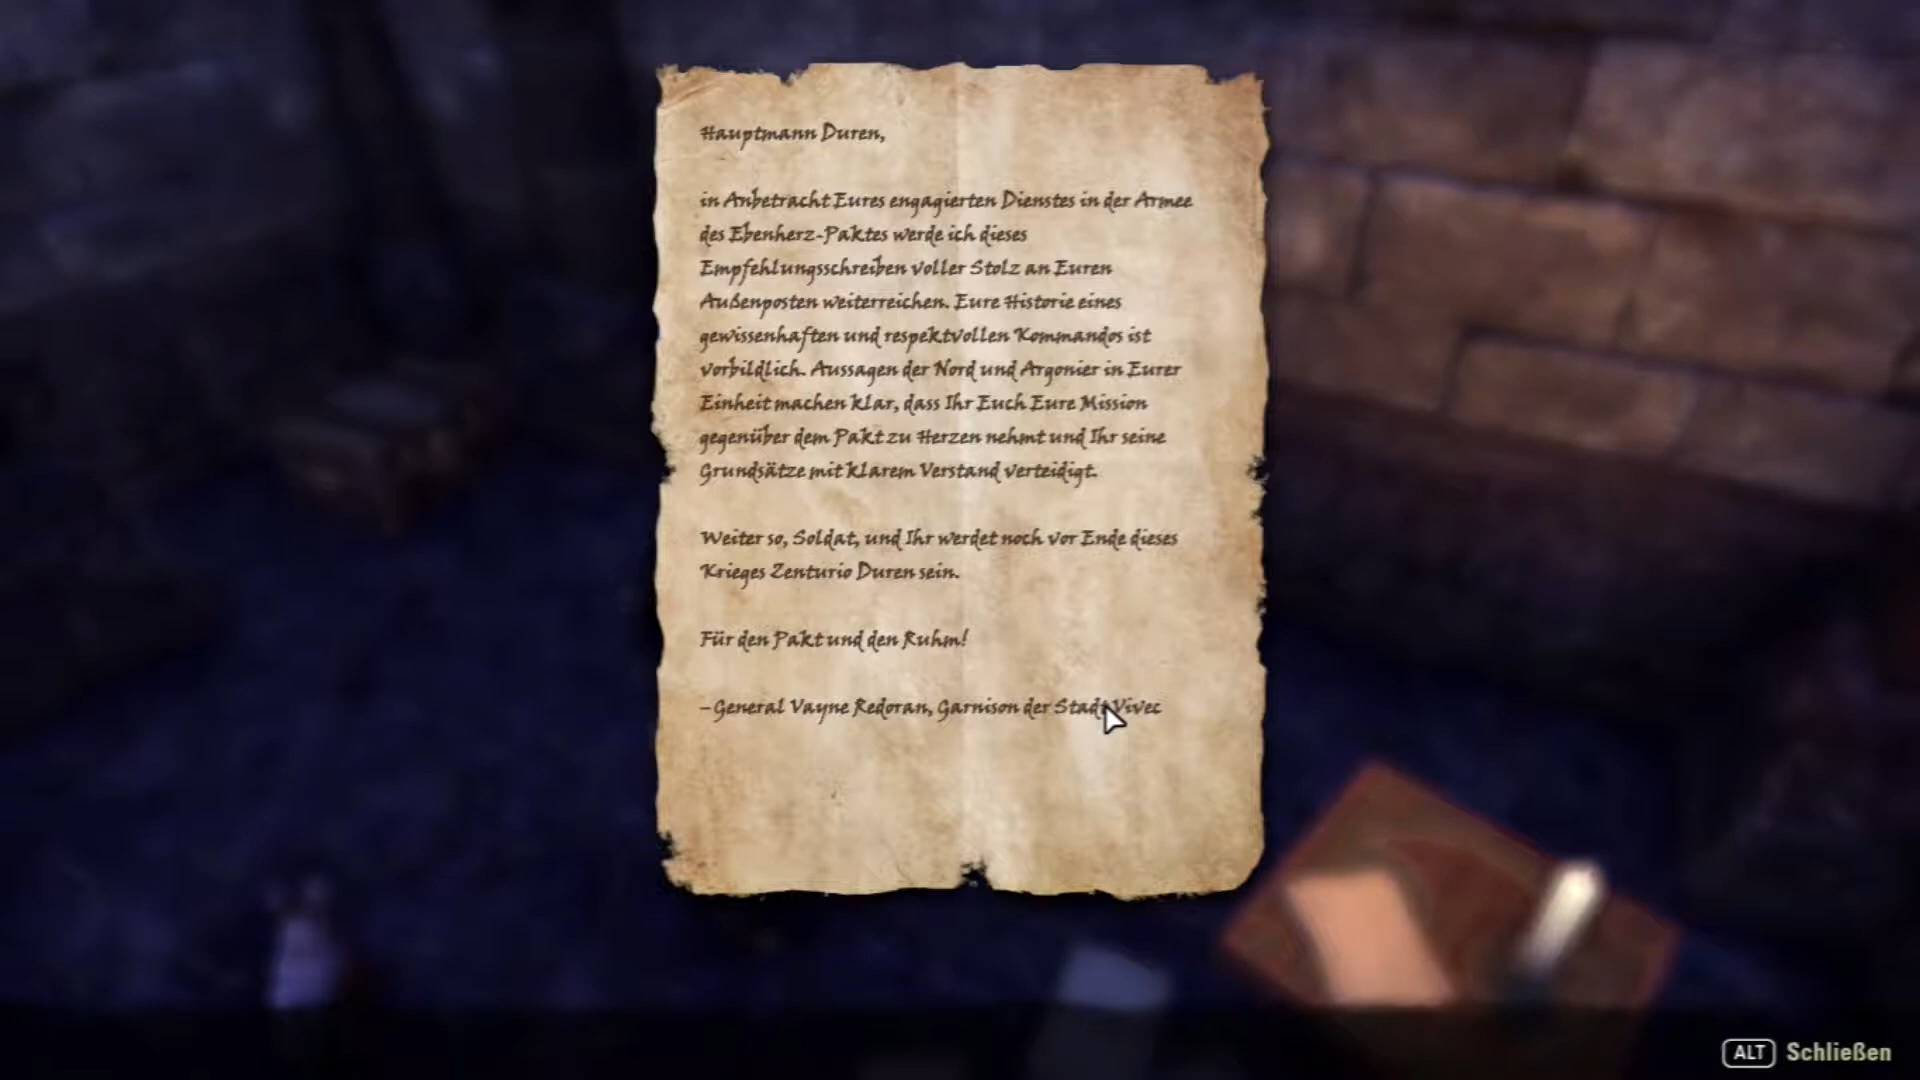 Hauptmann Duren,
in Anbetracht Eures engagierten Dienstes in der Armee
des Ebenherz-Paktes werde ich dieses
Empfehlungsschreiben voller Stolz an Euren
Außenposten weiterreichen. Eure Historie eines
gewissenhaften und respektvollen Kommandos ist
vorbildlich. Aussagen der Nord und Argonier in Eurer
Einheit machen klar, dass Ihr Euch Eure Mission
gegenüber dem Pakt zu Herzen nehmt und Ihr seine
Grundsätze mit klarem Verstand verteidigt.
Weiter so, Soldat, und Ihr werdet noch vor Ende dieses
Krieges Zenturio Duren sein.
Für den Pakt und den Ruhm!
– General Vayne Redoran, Garnison der Stadt Vivec
ALT Schließen